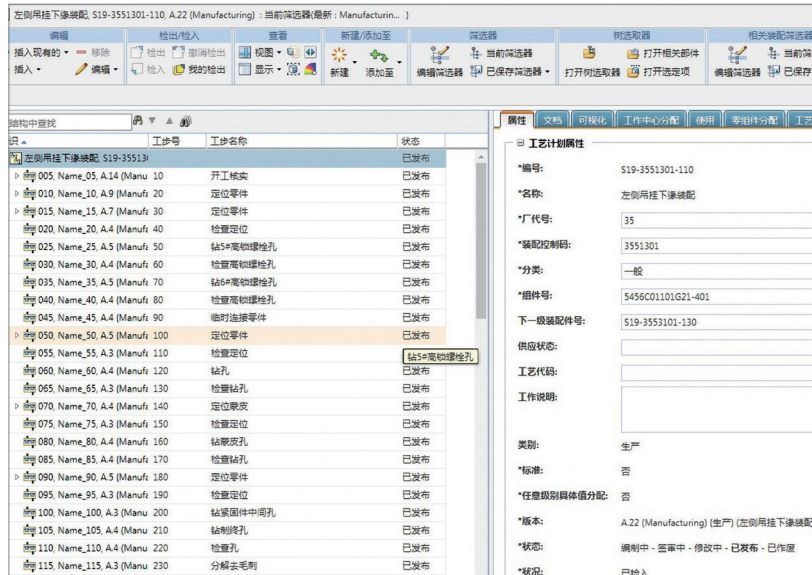 左侧吊挂下缘装配, S19-3551301-110, A.22 (Manufacturing) : 当前筛选器(最新 : Manufacturin... )
编辑 检出/检入 查看 新建/添加至 筛选器 树选取器 相关装配筛选器
插入现有的 移除 检出 撤消检出 视图 当前筛选器 打开相关部件 当前筛
插入 编辑 检入 我的检出 显示 新建 添加至 编辑筛选器 已保存筛选器 打开树选取器 打开选定项 编辑筛选器 已保存
结构中查找
识 工步号 工步名称 状态
左侧吊挂下缘装配, S19-35513 已发布
005, Name_05, A.14 (Manu 10 开工核实 已发布
010, Name_10, A.9 (Manufa 20 定位零件 已发布
015, Name_15, A.7 (Manufa 30 定位零件 已发布
020, Name_20, A.4 (Manufa 40 检查定位 已发布
025, Name_25, A.5 (Manufa 50 钻5#高锁螺栓孔 已发布
030, Name_30, A.4 (Manufa 60 检查高锁螺栓孔 已发布
035, Name_35, A.5 (Manufa 70 钻6#高锁螺栓孔 已发布
040, Name_40, A.4 (Manufa 80 检查高锁螺栓孔 已发布
045, Name_45, A.4 (Manufa 90 临时连接零件 已发布
050, Name_50, A.5 (Manufa 100 定位零件 已发布
055, Name_55, A.3 (Manufa 110 检查定位 钻5#高锁螺栓孔
060, Name_60, A.4 (Manufa 120 钻孔 已发布
065, Name_65, A.3 (Manufa 130 检查钻孔 已发布
070, Name_70, A.4 (Manufa 140 定位蒙皮 已发布
075, Name_75, A.3 (Manufa 150 检查定位 已发布
080, Name_80, A.4 (Manufa 160 钻蒙皮孔 已发布
085, Name_85, A.4 (Manufa 170 检查钻孔 已发布
090, Name_90, A.5 (Manufa 180 定位零件 已发布
095, Name_95, A.3 (Manufa 190 检查定位 已发布
100, Name_100, A.3 (Manu 200 钻紧固件中间孔 已发布
105, Name_105, A.4 (Manu 210 钻制终孔 已发布
110, Name_110, A.4 (Manu 220 检查孔 已发布
115, Name_115, A.3 (Manu 230 分解去毛刺 已发布
属性 文档 可视化 工作中心分配 使用 零组件分配 工艺
工艺计划属性
*编号: S19-3551301-110
*名称: 左侧吊挂下缘装配
*厂代号: 35
*装配控制码: 3551301
*分类: 一般
*组件号: 5456C01101G21-401
下一级装配件号: S19-3553101-130
供应状态:
工艺代码:
工作说明:
类别: 生产
*标准: 否
*任意级别具体值分配: 否
*版本: A.22 (Manufacturing) (生产) (左侧吊挂下缘装配
*状态: 编制中 - 签审中 - 修改中 - 已发布 - 已作废
*状况: 已检入